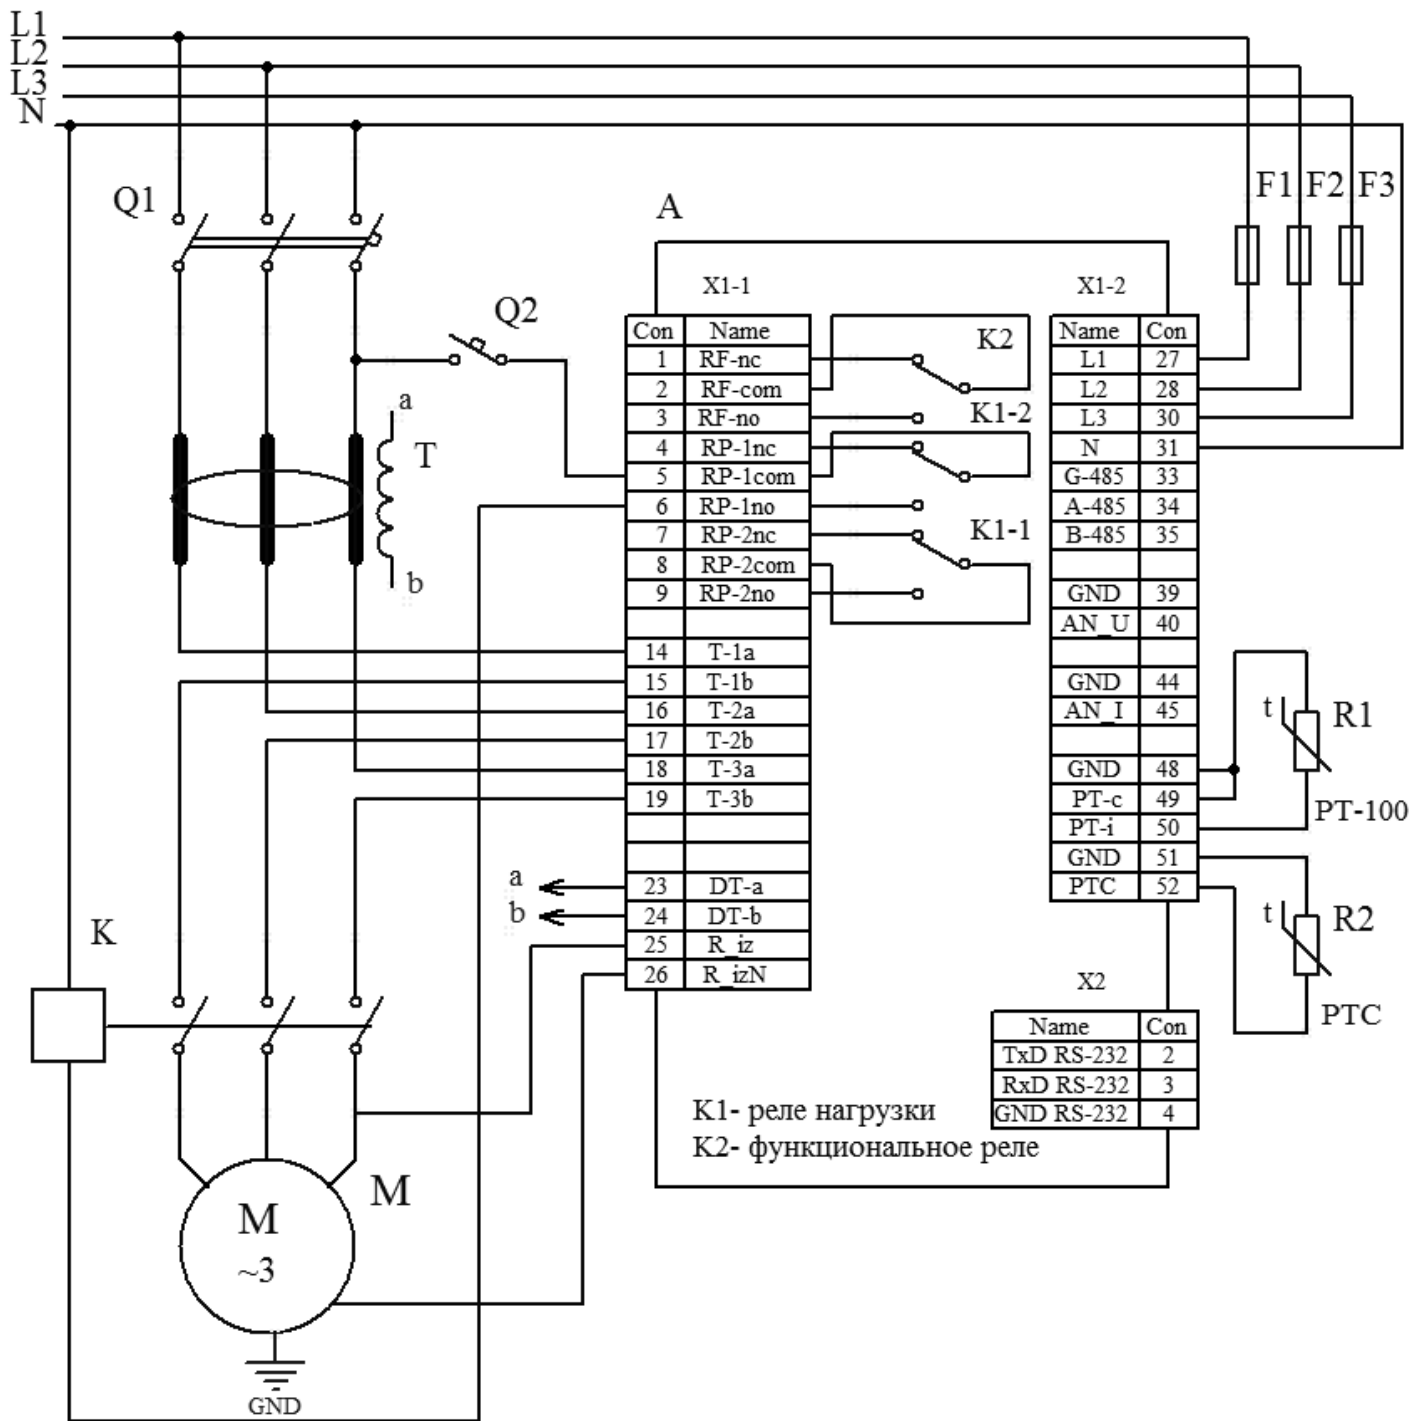 L1
L2
L3
N
Q1
A
F1 F2 F3
X1-1
X1-2
Q2
Con Name
1 RF-nc
2 RF-com
3 RF-no
4 RP-1nc
5 RP-1com
6 RP-1no
7 RP-2nc
8 RP-2com
9 RP-2no
14 T-1a
15 T-1b
16 T-2a
17 T-2b
18 T-3a
19 T-3b
23 DT-a
24 DT-b
25 R_iz
26 R_izN
K2
K1-2
K1-1
Name Con
L1 27
L2 28
L3 30
N 31
G-485 33
A-485 34
B-485 35
GND 39
AN_U 40
GND 44
AN_I 45
GND 48
PT-c 49
PT-i 50
GND 51
PTC 52
a
T
b
t R1
PT-100
t R2
PTC
a
b
K
X2
Name Con
TxD RS-232 2
RxD RS-232 3
GND RS-232 4
K1- реле нагрузки
K2- функциональное реле
M
M
~3
GND